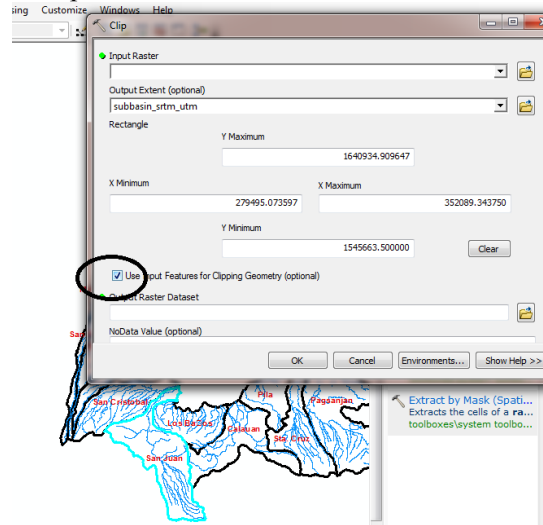 sing Customize Windows Help
Clip
Input Raster
Output Extent (optional)
subbasin_srtm_utm
Rectangle
Y Maximum
1640934.909647
X Minimum
X Maximum
279495.073597
352089.343750
Y Minimum
1545663.500000
Clear
Use Input Features for Clipping Geometry (optional)
Output Raster Dataset
NoData Value (optional)
OK Cancel Environments... Show Help >>
San Cristobal
Pila
Pagsanjan
Los Baños
Calauan
Sta Cruz
San Juan
Extract by Mask (Spati...
Extracts the cells of a ra...
toolboxes\system toolbo...